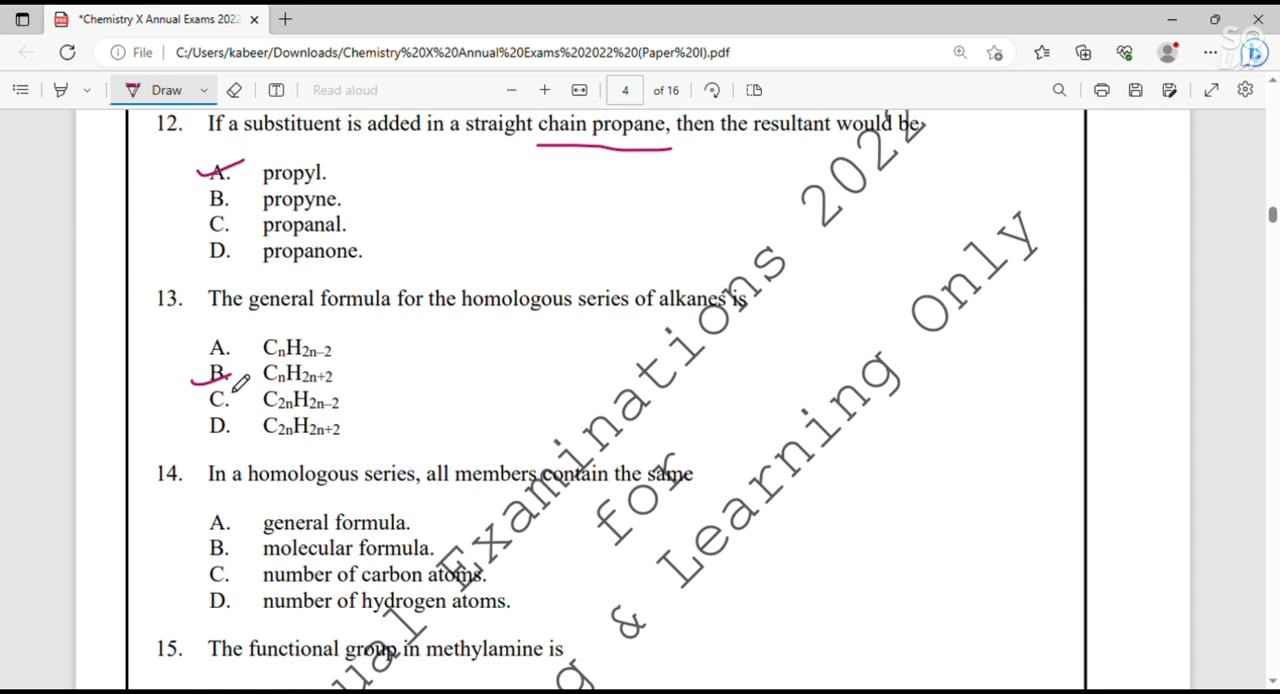 *Chemistry X Annual Exams 2022
File C:/Users/kabeer/Downloads/Chemistry%20X%20Annual%20Exams%202022%20(Paper%20I).pdf
Draw Read aloud 4 of 16
12. If a substituent is added in a straight chain propane, then the resultant would be
A. propyl.
B. propyne.
C. propanal.
D. propanone.
13. The general formula for the homologous series of alkanes is
A. CnH2n–2
B. CnH2n+2
C. C2nH2n–2
D. C2nH2n+2
14. In a homologous series, all members contain the same
A. general formula.
B. molecular formula.
C. number of carbon atoms.
D. number of hydrogen atoms.
15. The functional group in methylamine is
ual Examinations 2022
for
g & Learning Only